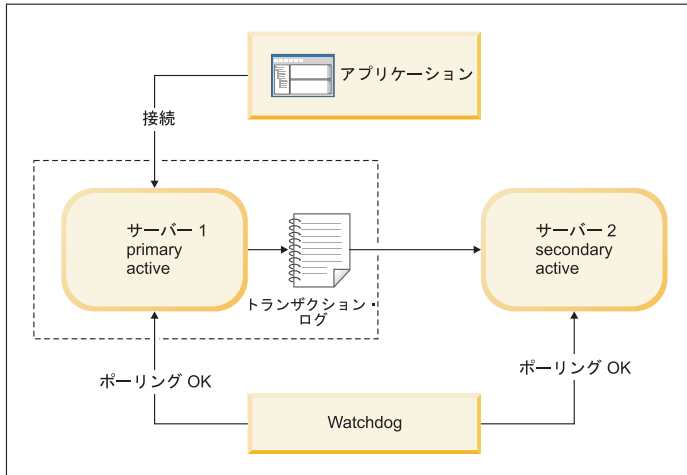 アプリケーション
接続
サーバー 1
primary
active
トランザクション・
ログ
サーバー 2
secondary
active
ポーリング OK
ポーリング OK
Watchdog